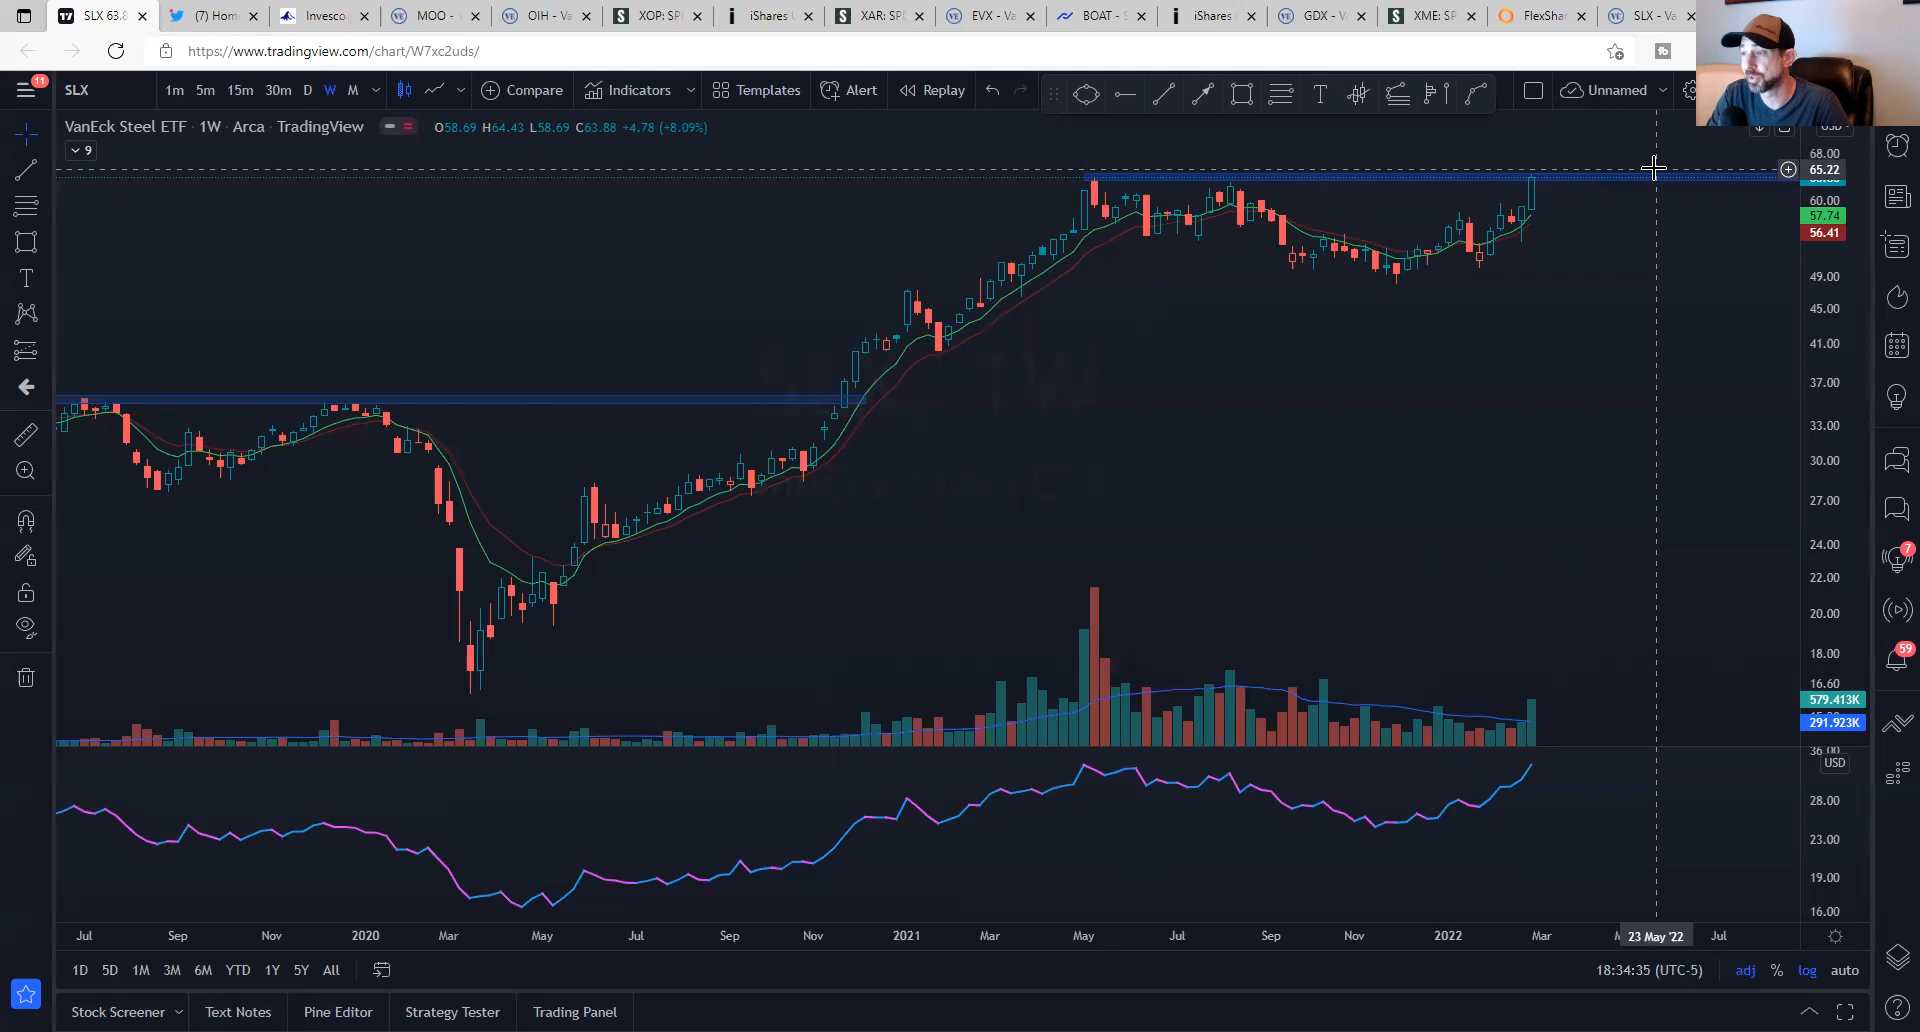 SLX 63.8
(7) Hom
Invesco
MOO -
OIH - Va
XOP: SP
iShares
XAR: SP
EVX - Va
BOAT - S
iShares
GDX - Va
XME: SP
FlexShar
SLX - Va
https://www.tradingview.com/chart/W7xc2uds/
11
SLX
1m 5m 15m 30m D W M
Compare
Indicators
Templates
Alert
Replay
Unnamed
VanEck Steel ETF · 1W · Arca · TradingView
O58.69 H64.43 L58.69 C63.88 +4.78 (+8.09%)
9
USD
68.00
65.22
60.00
57.74
56.41
49.00
45.00
41.00
37.00
33.00
30.00
27.00
24.00
22.00
20.00
18.00
16.60
579.413K
291.923K
36.00
USD
28.00
23.00
19.00
16.00
7
59
Jul Sep Nov 2020 Mar May Jul Sep Nov 2021 Mar May Jul Sep Nov 2022 Mar 23 May '22 Jul
1D 5D 1M 3M 6M YTD 1Y 5Y All
18:34:35 (UTC-5) adj % log auto
Stock Screener Text Notes Pine Editor Strategy Tester Trading Panel